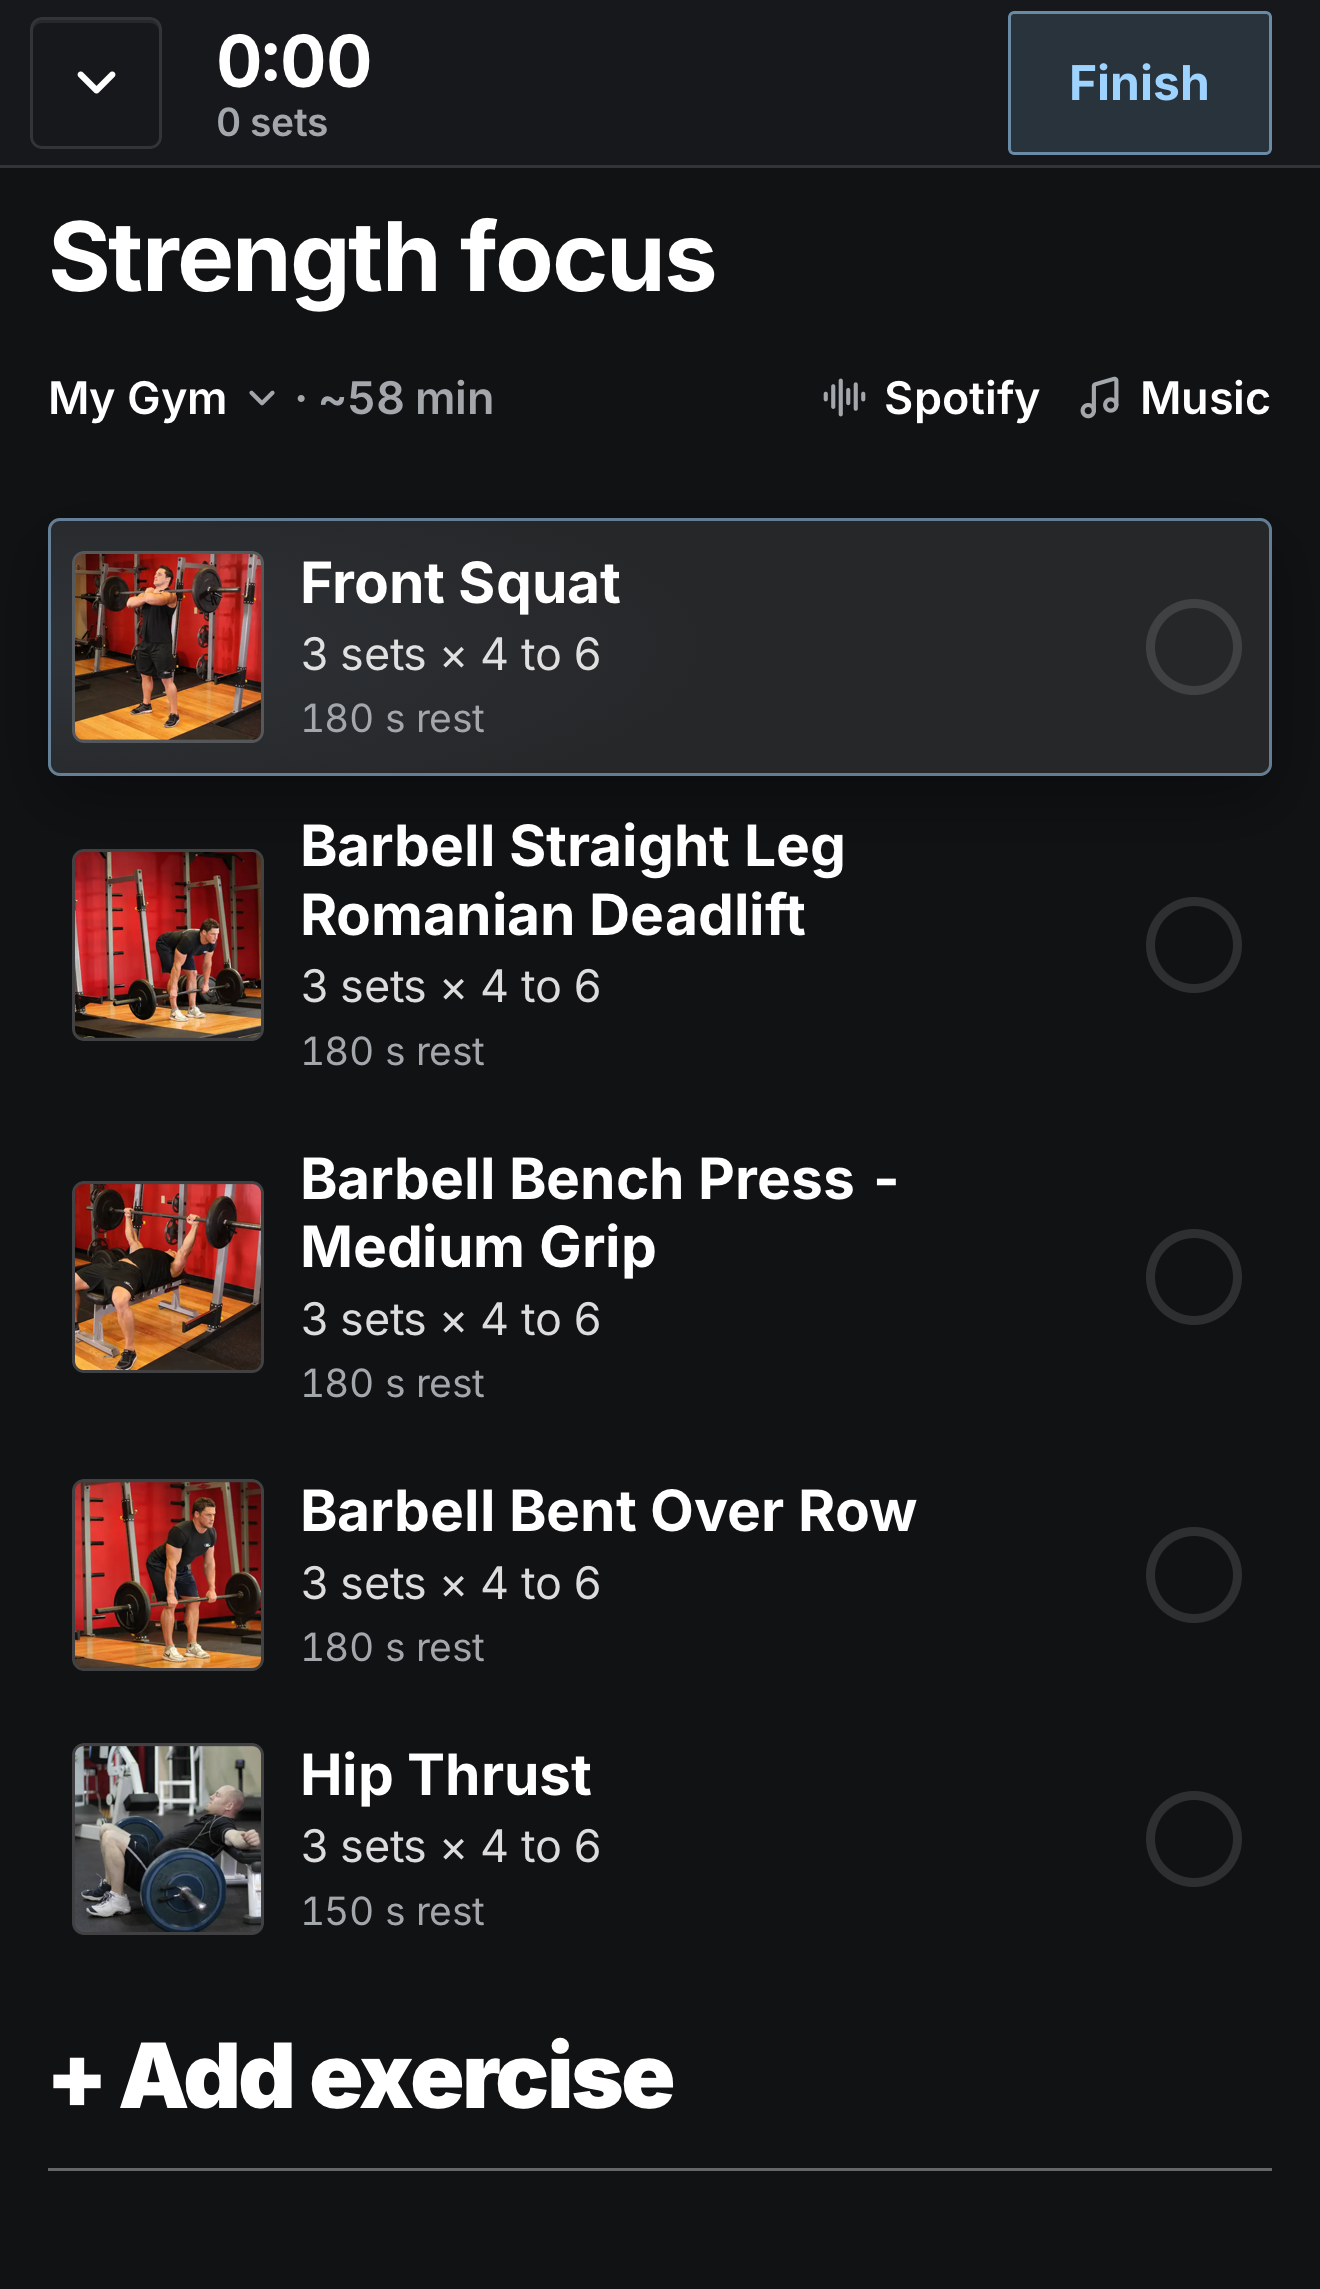 0:00
0 sets
Finish
Strength focus
My Gym · ~58 min
Spotify
Music
Front Squat
3 sets × 4 to 6
180 s rest
Barbell Straight Leg
Romanian Deadlift
3 sets × 4 to 6
180 s rest
Barbell Bench Press -
Medium Grip
3 sets × 4 to 6
180 s rest
Barbell Bent Over Row
3 sets × 4 to 6
180 s rest
Hip Thrust
3 sets × 4 to 6
150 s rest
+ Add exercise